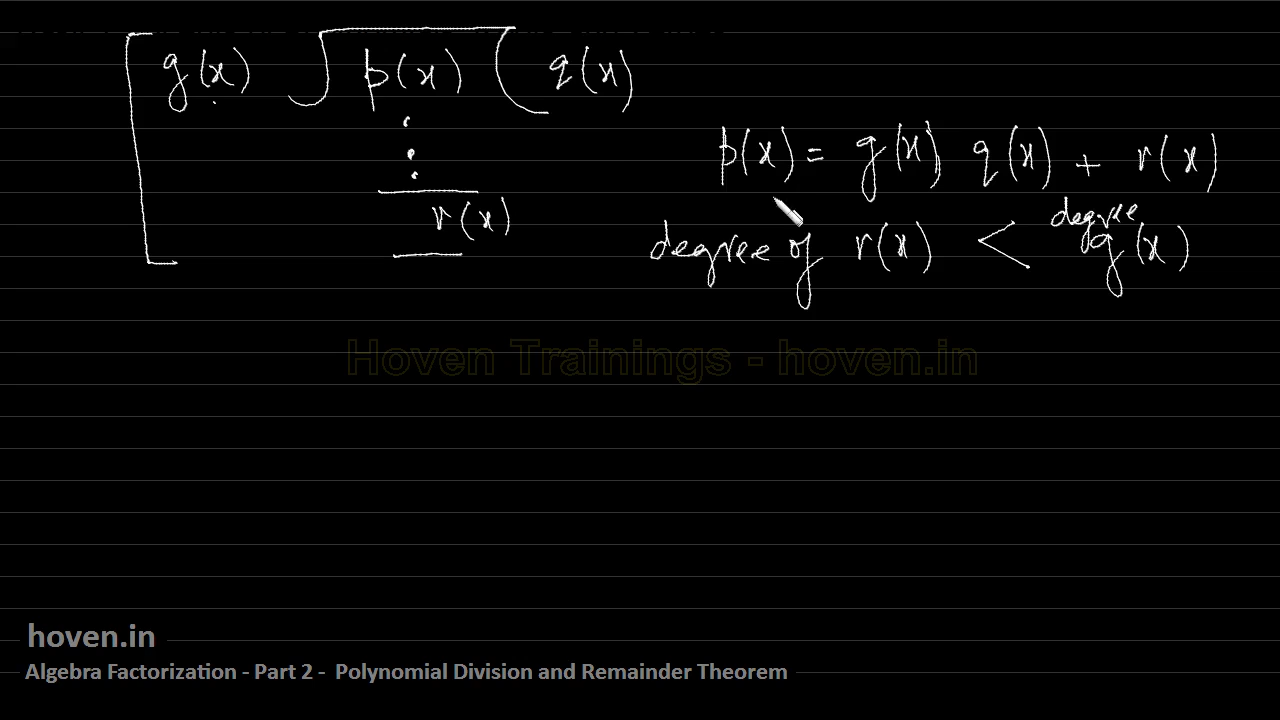 g(x) p(x) q(x)
r(x)
p(x) = g(x) q(x) + r(x)
degree of r(x) < degree g(x)
Hoven Trainings - hoven.in
hoven.in
Algebra Factorization - Part 2 - Polynomial Division and Remainder Theorem